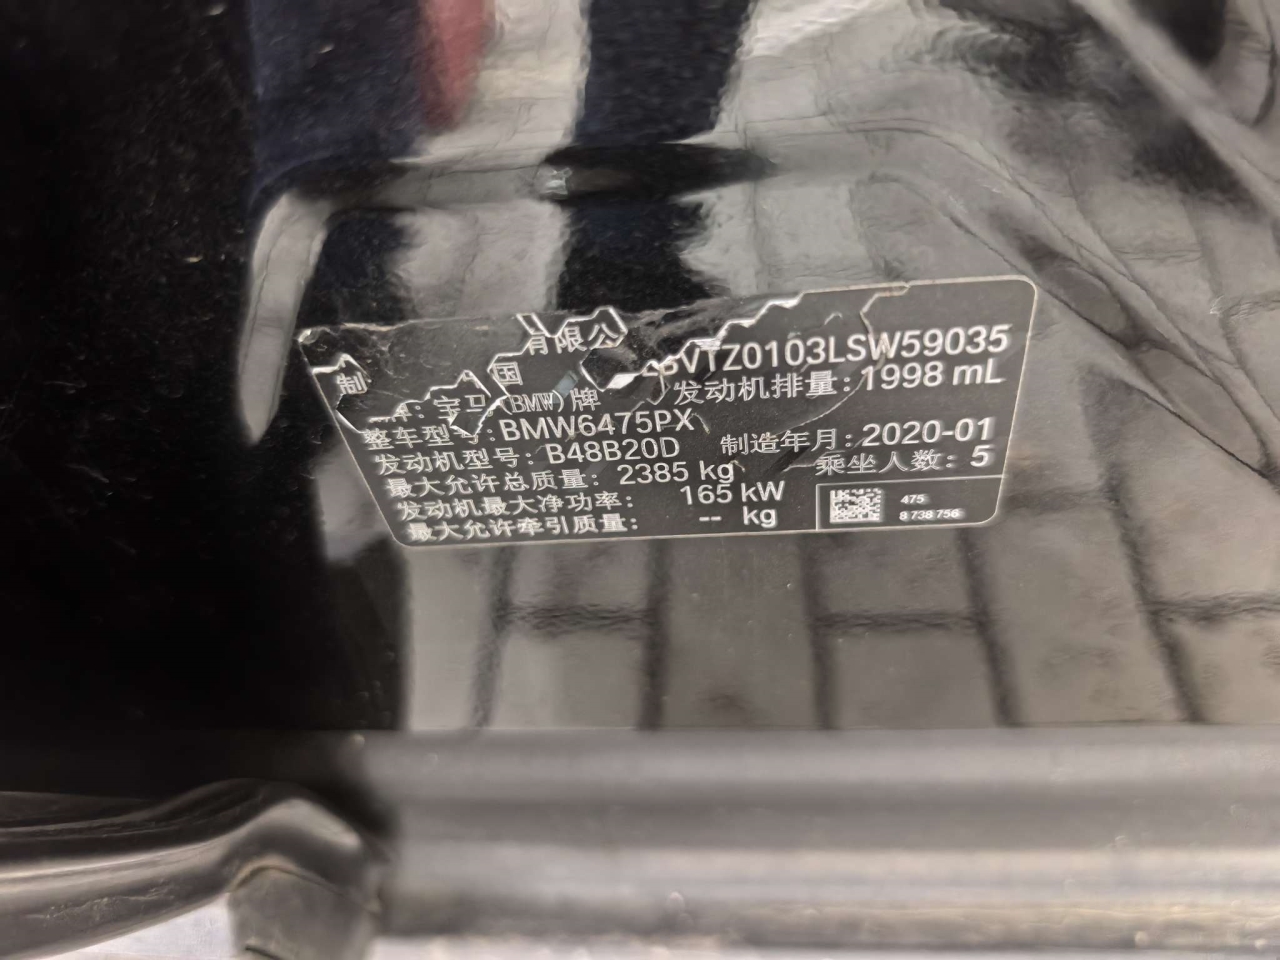 有限公
制 国
牌:宝马(BMW)牌
VTZ0103LSW59035
整车型号:BMW6475PX
发动机排量:1998 mL
发动机型号:B48B20D
制造年月:2020-01
最大允许总质量:2385 kg
乘坐人数:5
发动机最大净功率:165 kW
最大允许牵引质量:-- kg
475
8 738 756